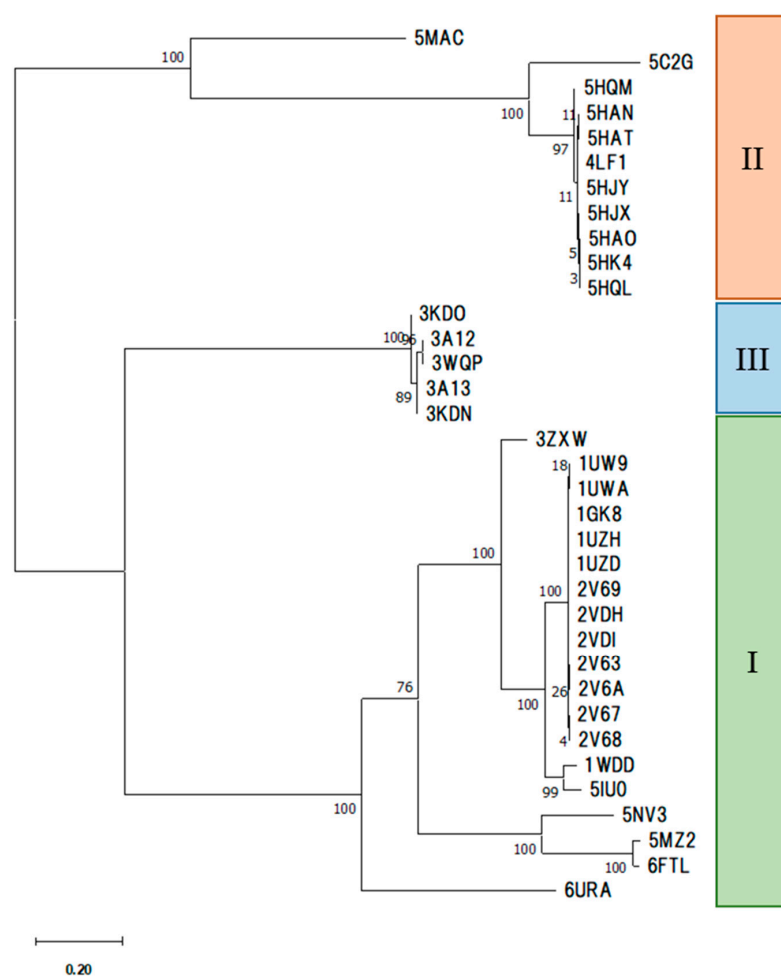 5MAC
100
5C2G
5HQM
11
5HAN
100
5HAT
97
4LF1
II
5HJY
11
5HJX
5HAO
5
5HK4
3
5HQL
3KDO
100
96
3A12
3WQP
III
3A13
89
3KDN
3ZXW
18
1UW9
1UWA
1GK8
1UZH
100
1UZD
100
2V69
2VDH
2VDI
2V63
I
76
26
2V6A
100
2V67
4
2V68
1WDD
99
5IU0
5NV3
100
100
5MZ2
100
6FTL
6URA
0.20